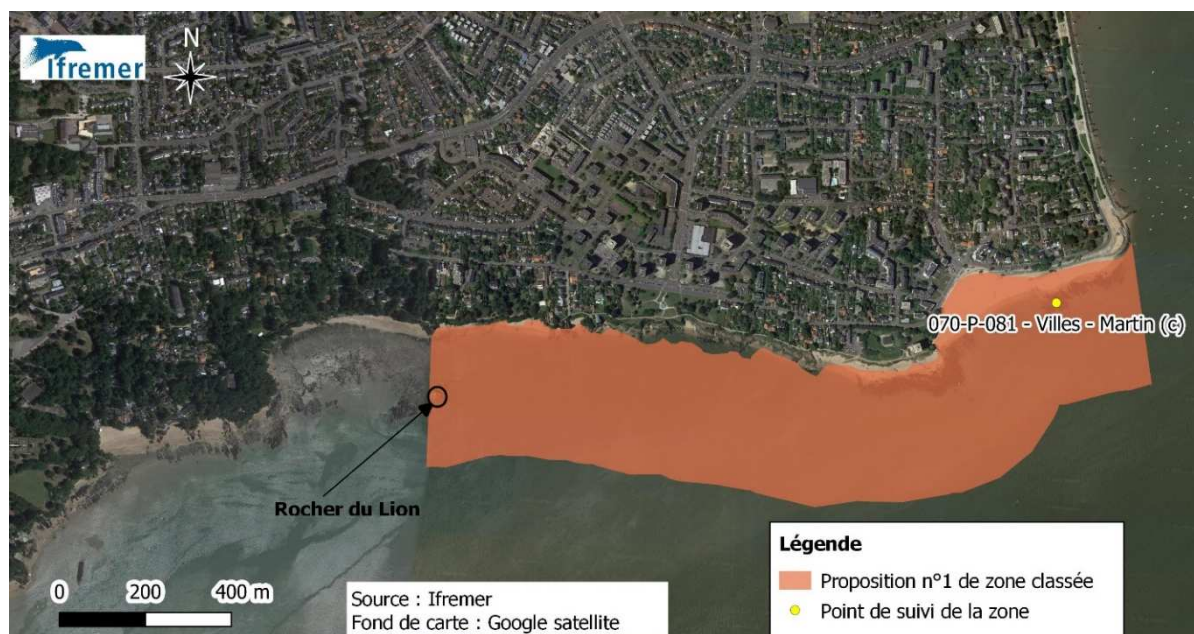 Ifremer
N
070-P-081 - Villes - Martin (c)
Rocher du Lion
0 200 400 m
Source : Ifremer
Fond de carte : Google satellite
Légende
Proposition n°1 de zone classée
Point de suivi de la zone